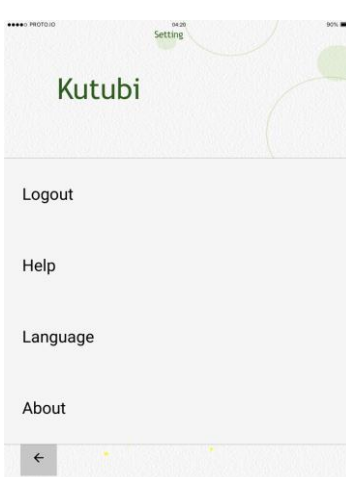 PROTO.IO 04:20 90%
Setting
Kutubi
Logout
Help
Language
About